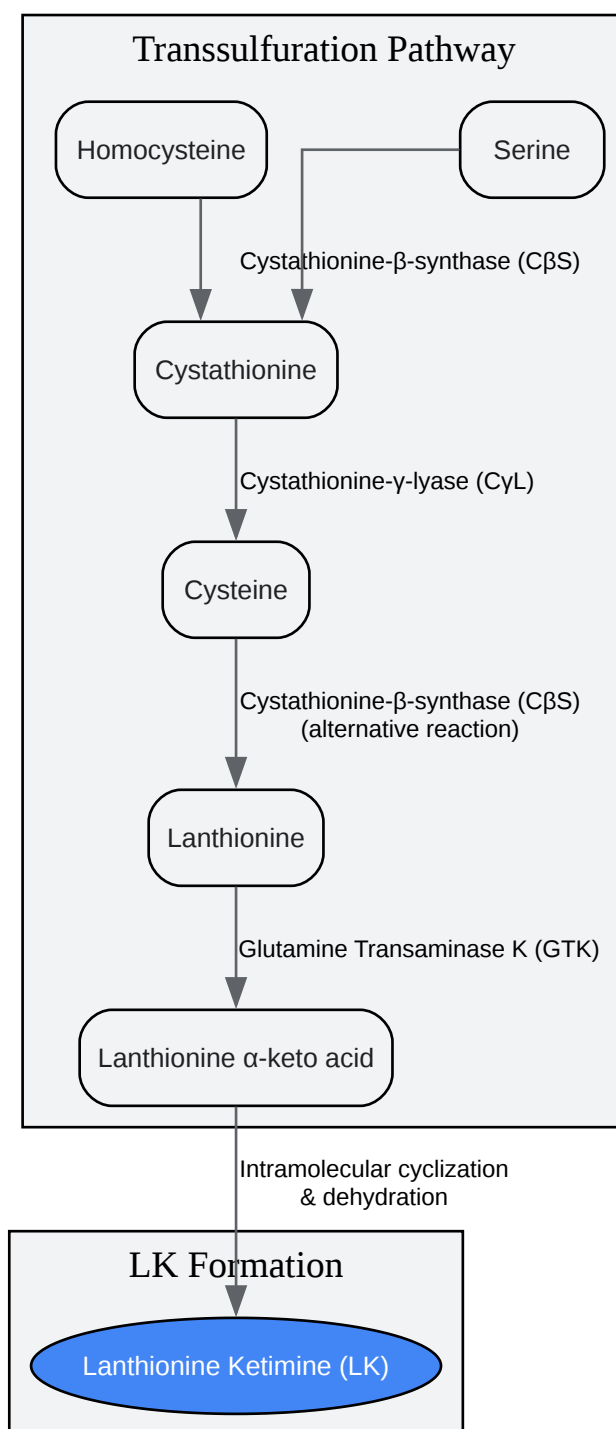 Transsulfuration Pathway
Homocysteine
Serine
Cystathionine-β-synthase (CβS)
Cystathionine
Cystathionine-γ-lyase (CγL)
Cysteine
Cystathionine-β-synthase (CβS)
(alternative reaction)
Lanthionine
Glutamine Transaminase K (GTK)
Lanthionine α-keto acid
Intramolecular cyclization
& dehydration
LK Formation
Lanthionine Ketimine (LK)